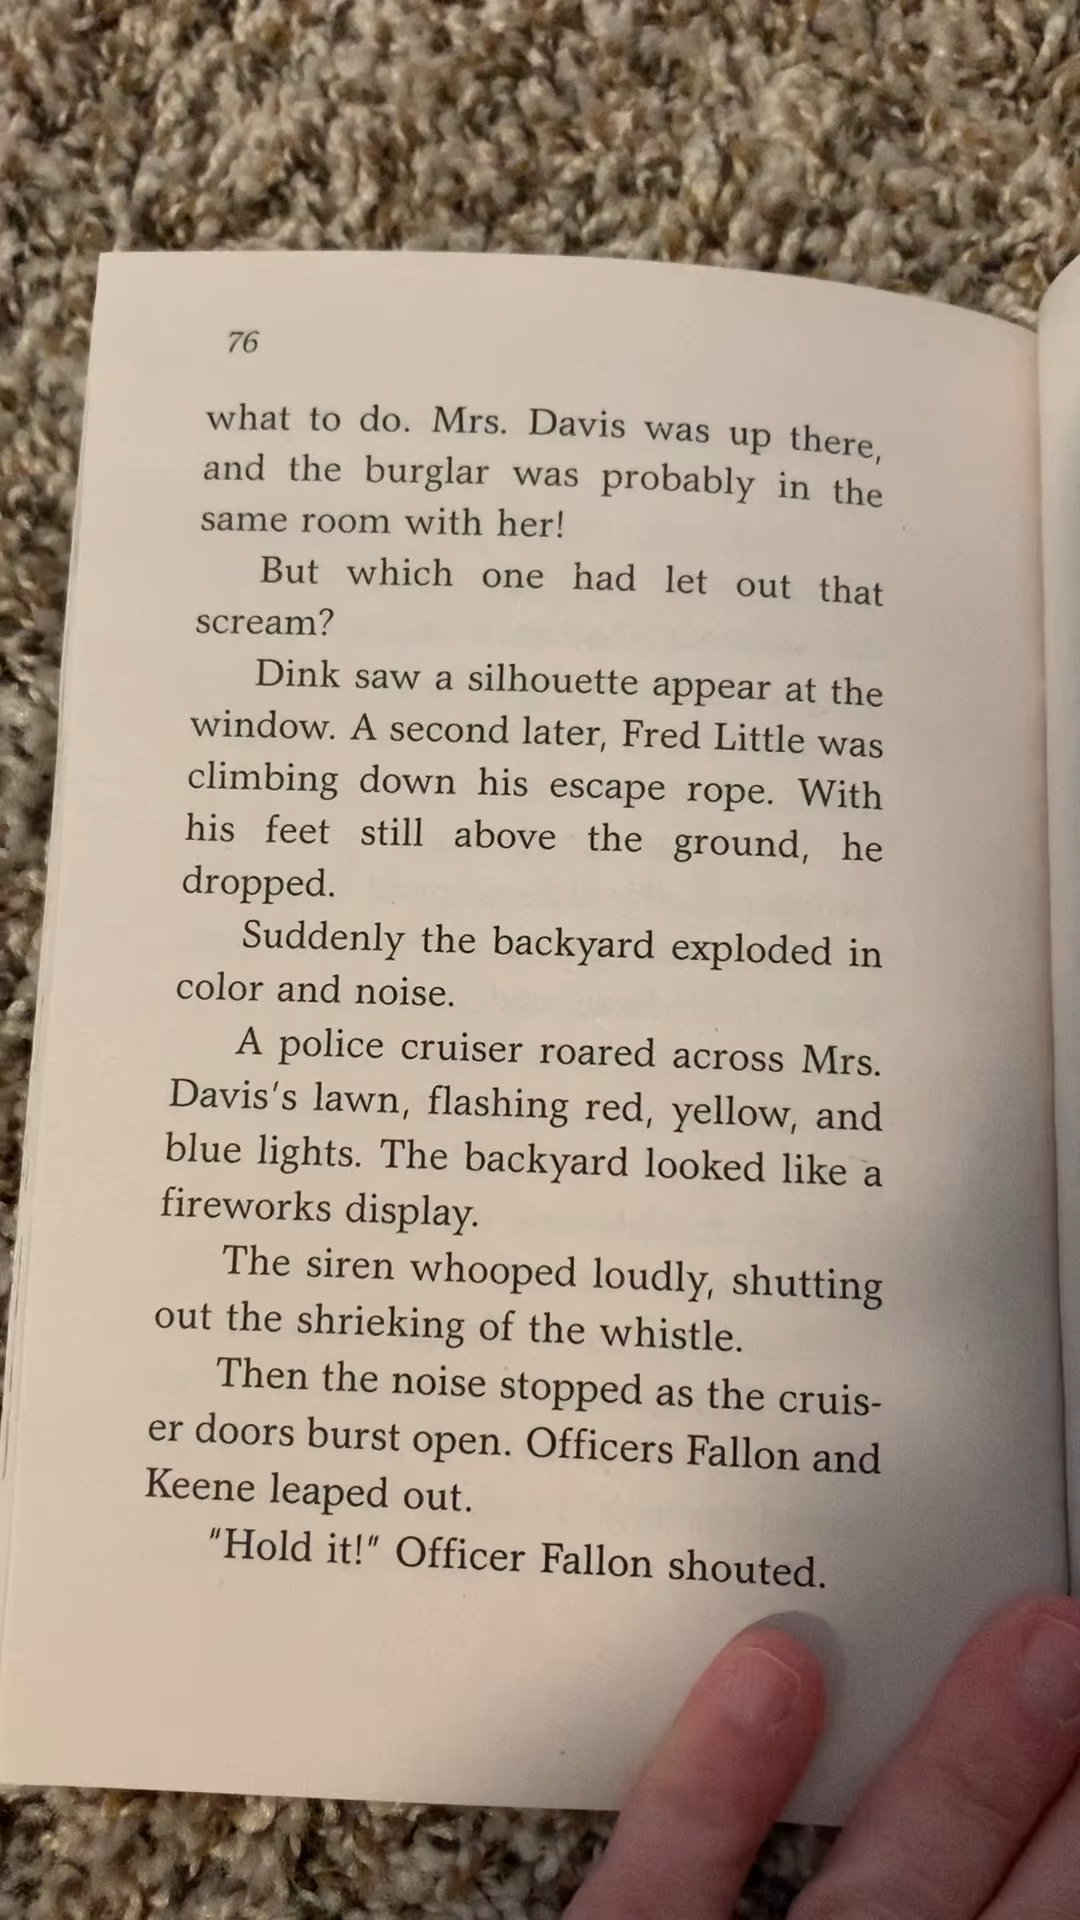 76
what to do. Mrs. Davis was up there,
and the burglar was probably in the
same room with her!
But which one had let out that
scream?
Dink saw a silhouette appear at the
window. A second later, Fred Little was
climbing down his escape rope. With
his feet still above the ground, he
dropped.
Suddenly the backyard exploded in
color and noise.
A police cruiser roared across Mrs.
Davis's lawn, flashing red, yellow, and
blue lights. The backyard looked like a
fireworks display.
The siren whooped loudly, shutting
out the shrieking of the whistle.
Then the noise stopped as the cruis-
er doors burst open. Officers Fallon and
Keene leaped out.
"Hold it!" Officer Fallon shouted.